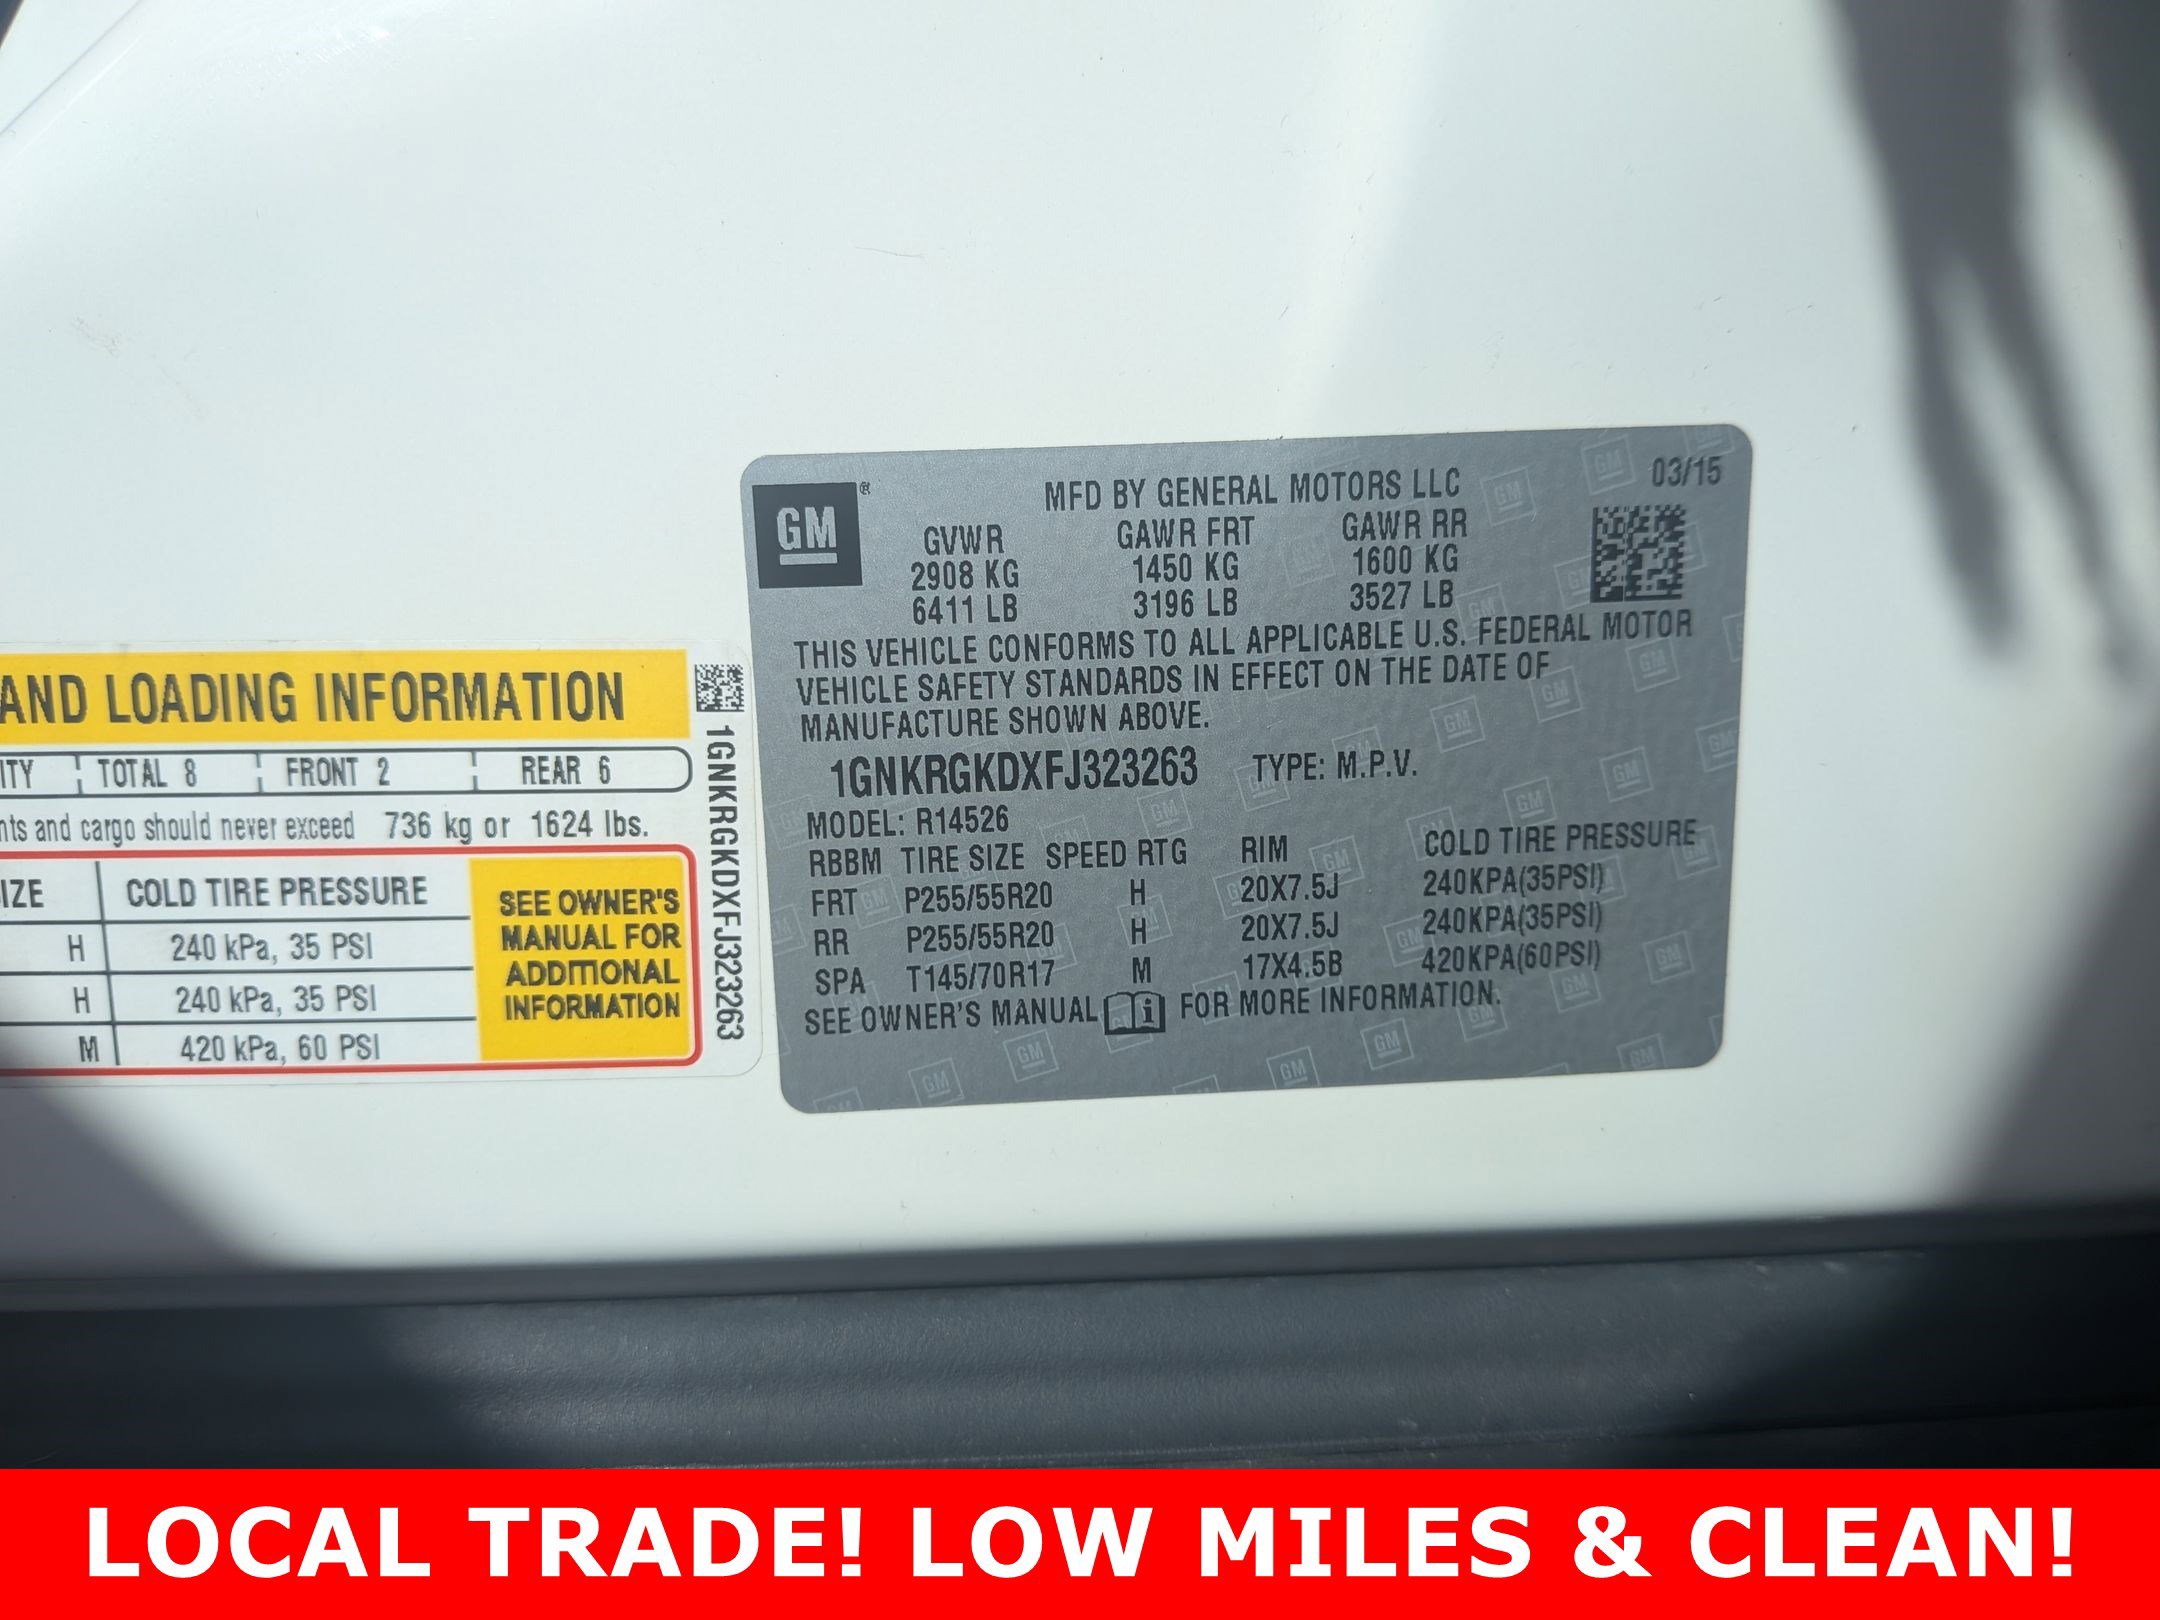 AND LOADING INFORMATION
ITY TOTAL 8 FRONT 2 REAR 6
nts and cargo should never exceed 736 kg or 1624 lbs.
IZE COLD TIRE PRESSURE
H 240 kPa, 35 PSI
H 240 kPa, 35 PSI
M 420 kPa, 60 PSI
SEE OWNER'S
MANUAL FOR
ADDITIONAL
INFORMATION
1GNKRGKDXFJ323263
GM®
MFD BY GENERAL MOTORS LLC 03/15
GVWR GAWR FRT GAWR RR
2908 KG 1450 KG 1600 KG
6411 LB 3196 LB 3527 LB
THIS VEHICLE CONFORMS TO ALL APPLICABLE U.S. FEDERAL MOTOR
VEHICLE SAFETY STANDARDS IN EFFECT ON THE DATE OF
MANUFACTURE SHOWN ABOVE.
1GNKRGKDXFJ323263 TYPE: M.P.V.
MODEL: R14526
RBBM TIRE SIZE SPEED RTG RIM COLD TIRE PRESSURE
FRT P255/55R20 H 20X7.5J 240KPA(35PSI)
RR P255/55R20 H 20X7.5J 240KPA(35PSI)
SPA T145/70R17 M 17X4.5B 420KPA(60PSI)
SEE OWNER'S MANUAL FOR MORE INFORMATION.
LOCAL TRADE! LOW MILES & CLEAN!